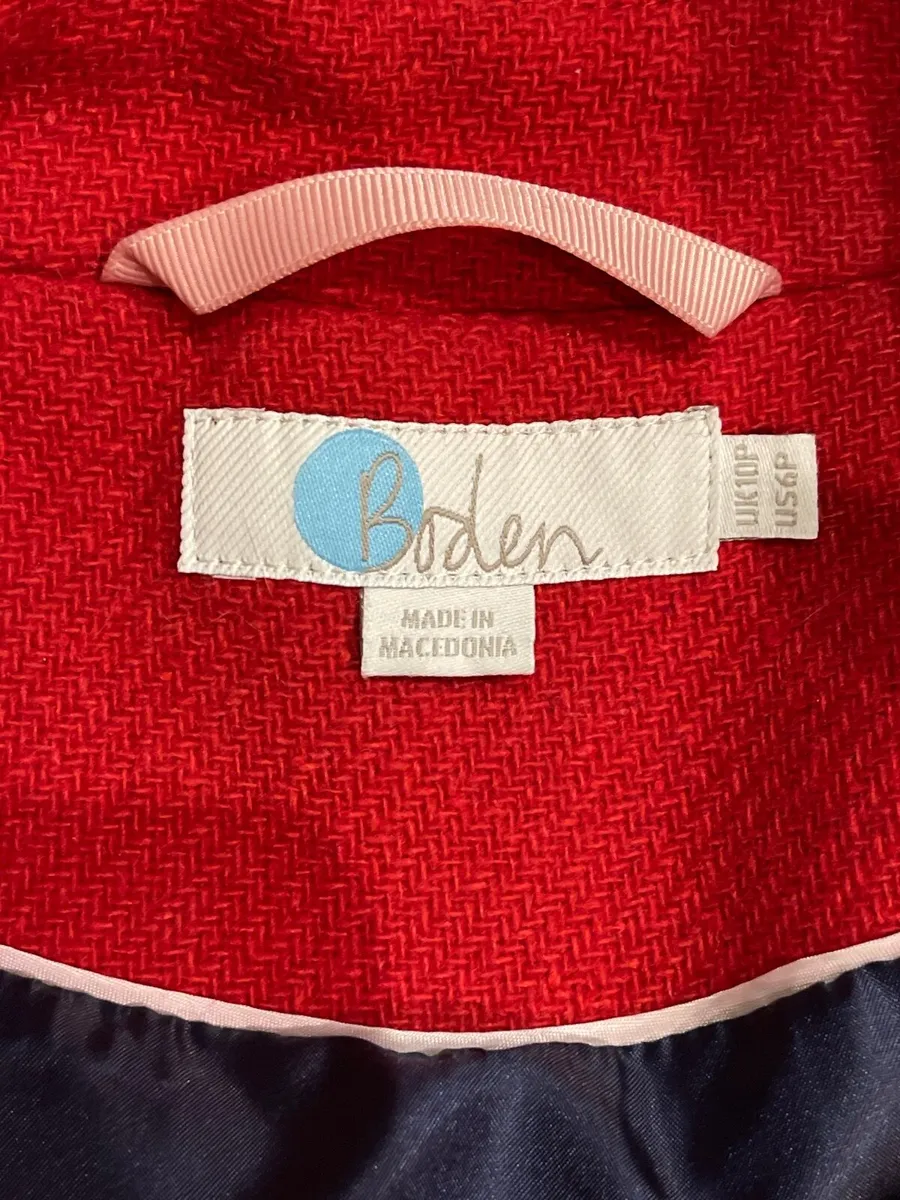 Boden
UK10P
US6P
MADE IN
MACEDONIA